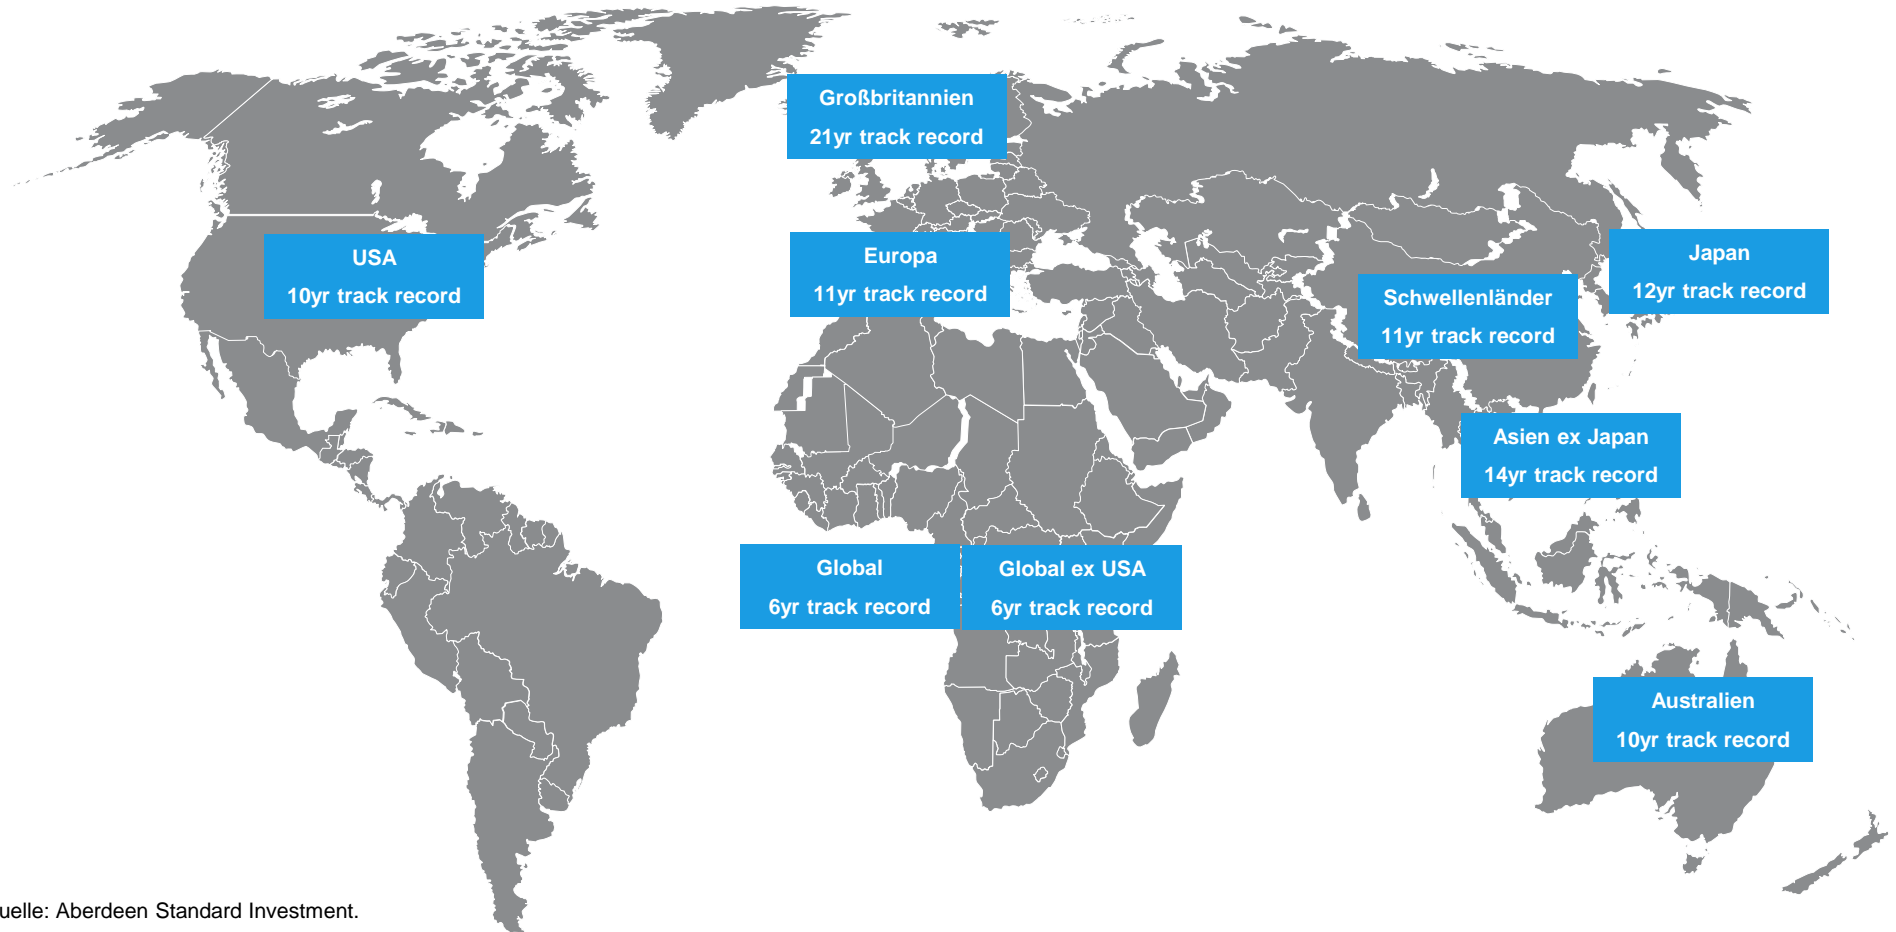 Großbritannien
21yr track record
USA
10yr track record
Europa
11yr track record
Japan
12yr track record
Schwellenländer
11yr track record
Asien ex Japan
14yr track record
Global
6yr track record
Global ex USA
6yr track record
Australien
10yr track record
uelle: Aberdeen Standard Investment.